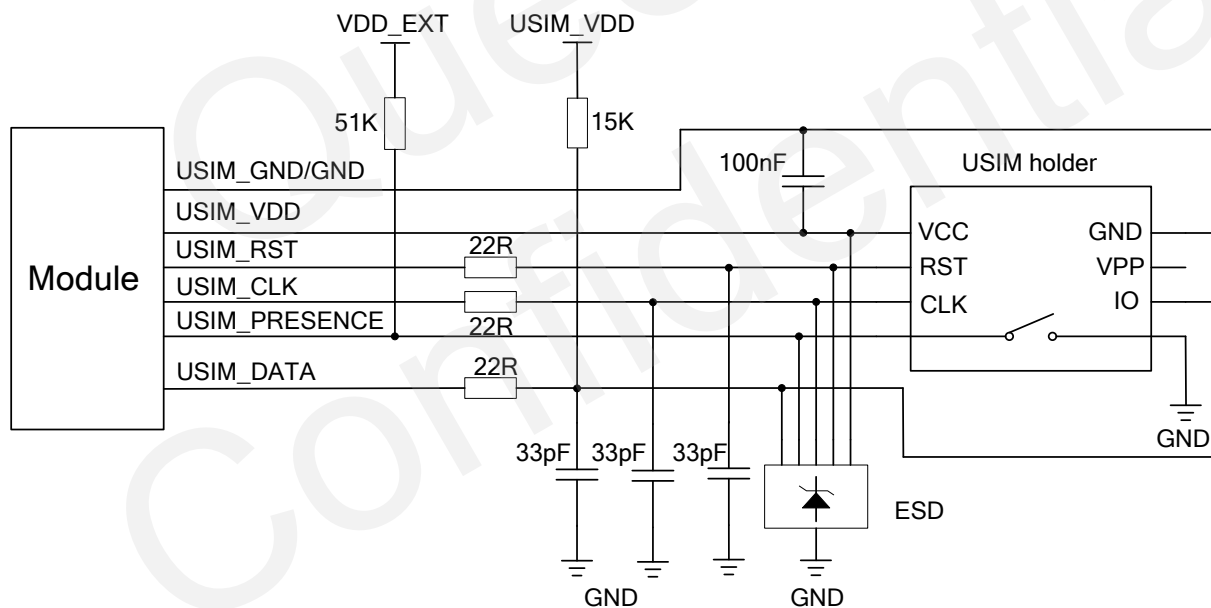 VDD_EXT USIM_VDD
51K 15K
USIM_GND/GND 100nF USIM holder
USIM_VDD
VCC GND
USIM_RST 22R RST VPP
Module
USIM_CLK CLK IO
USIM_PRESENCE 22R
USIM_DATA 22R
GND
33pF 33pF 33pF
ESD
GND GND
Confidential